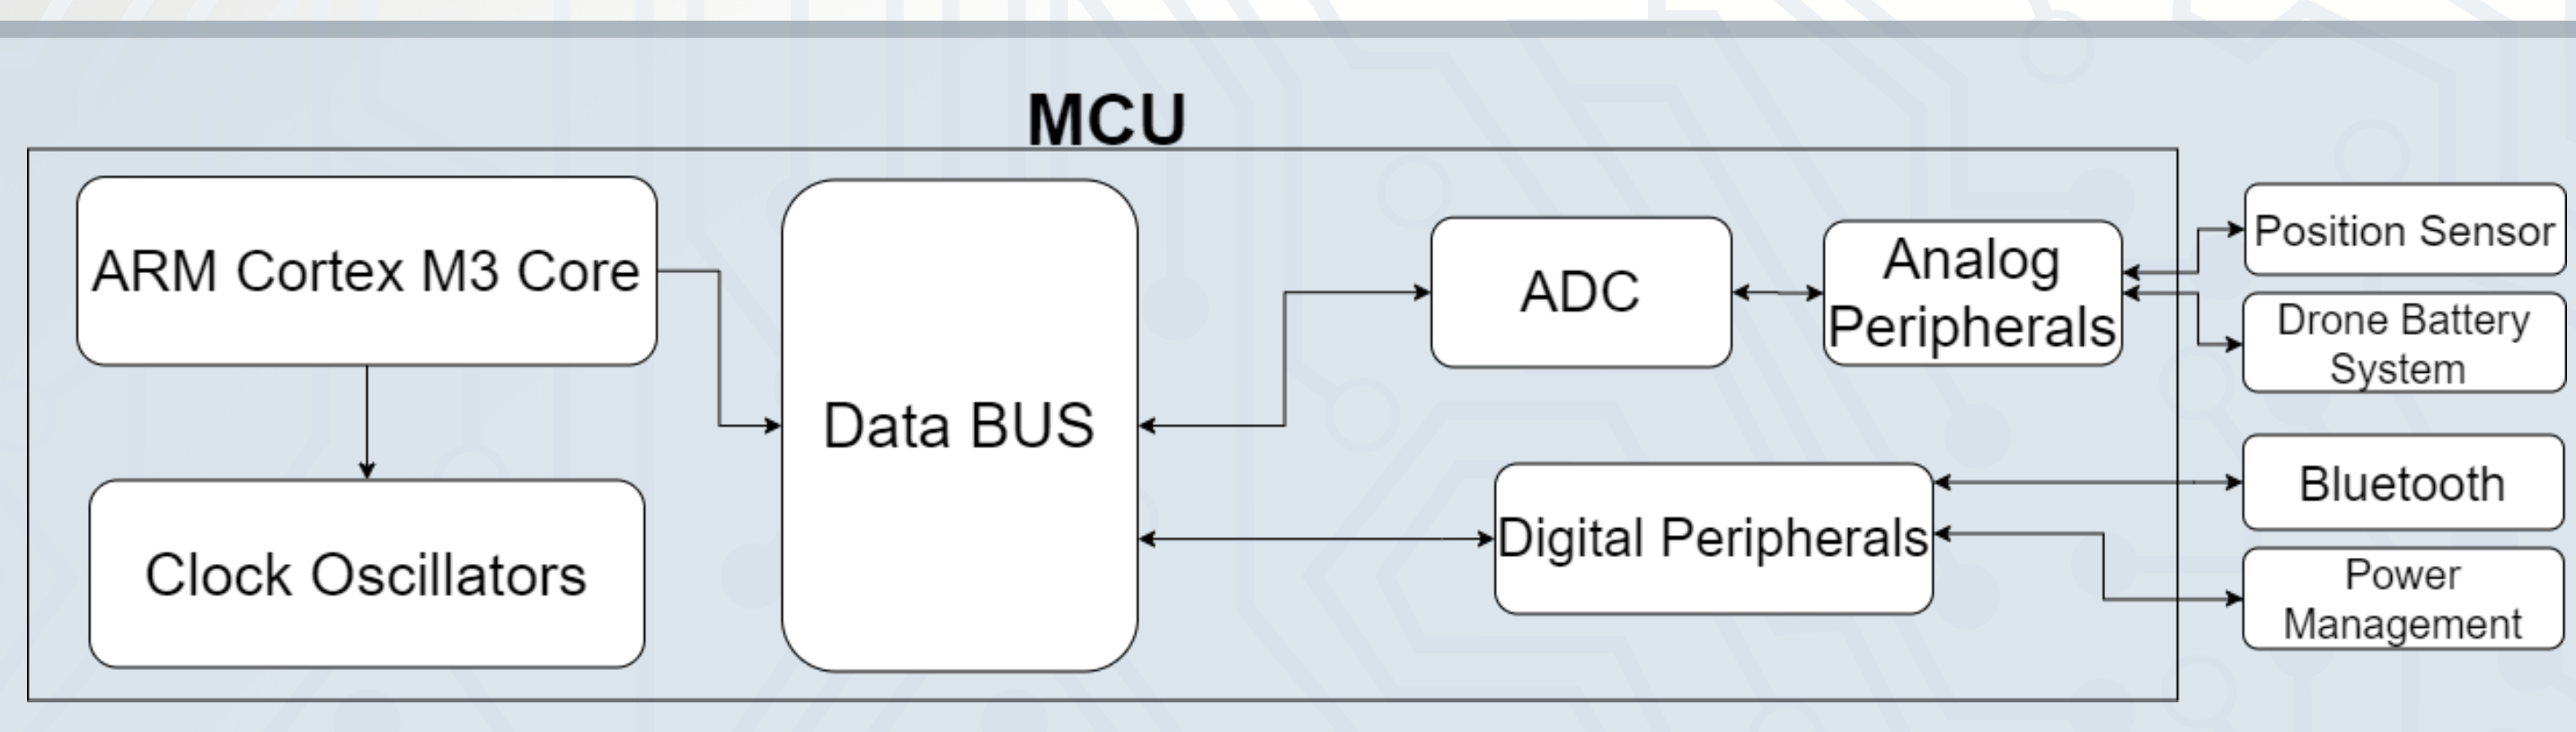 MCU
ARM Cortex M3 Core
Clock Oscillators
Data BUS
ADC
Analog
Peripherals
Digital Peripherals
Position Sensor
Drone Battery
System
Bluetooth
Power
Management